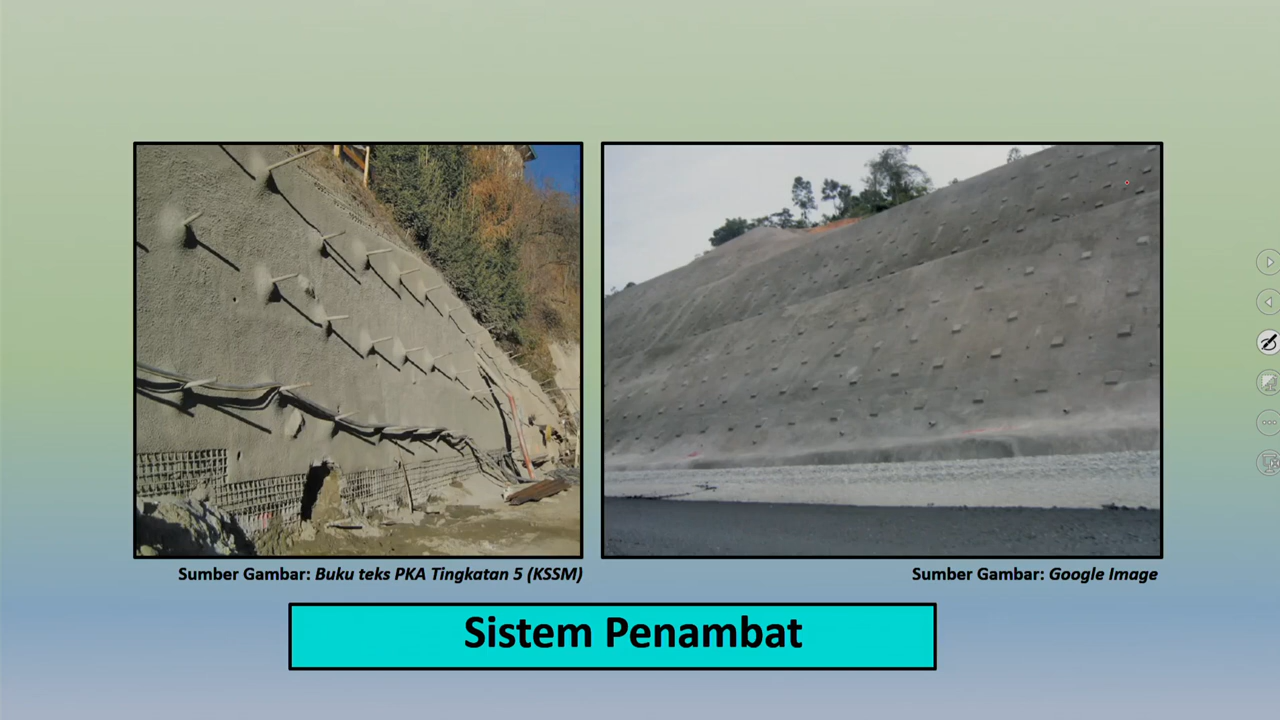 Sumber Gambar: Buku teks PKA Tingkatan 5 (KSSM)
Sumber Gambar: Google Image
Sistem Penambat